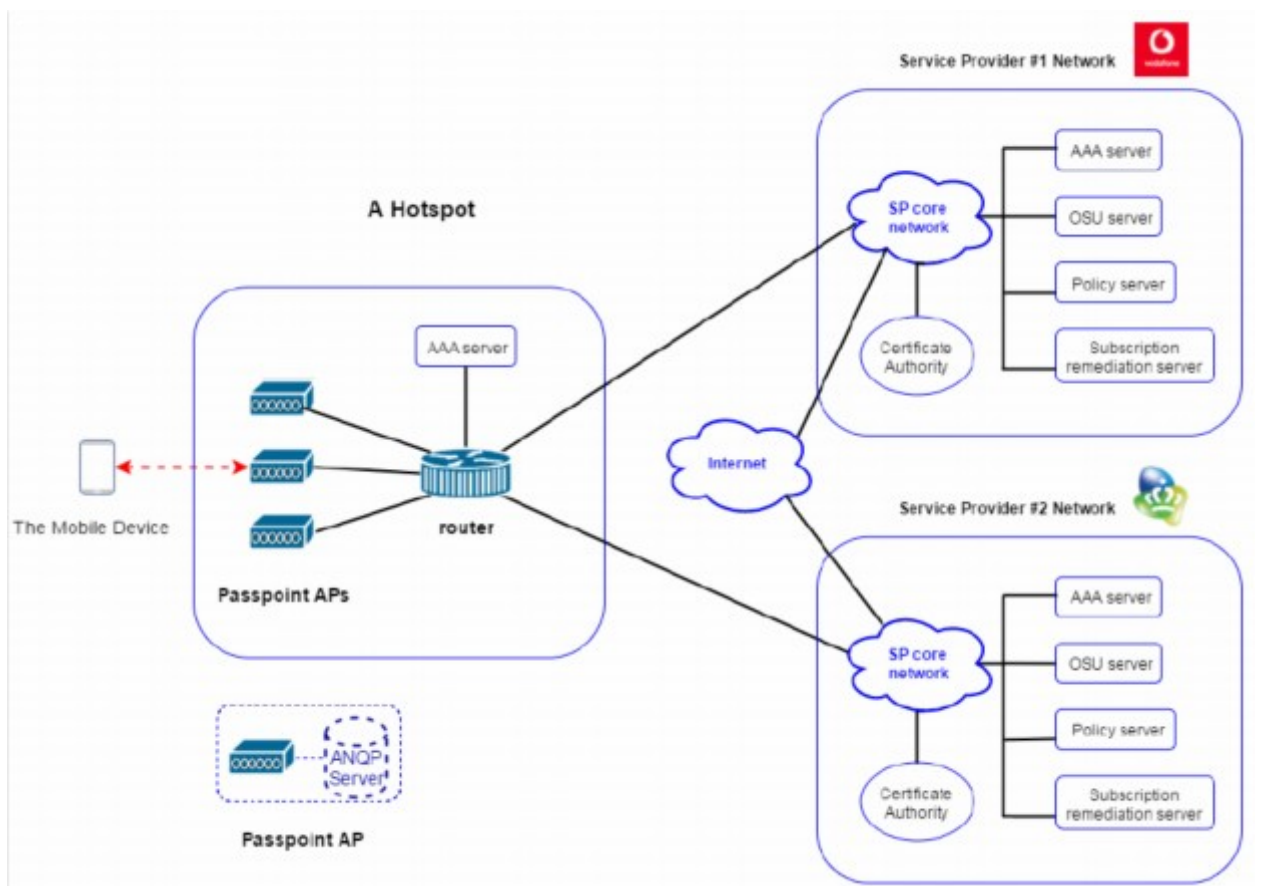 Service Provider #1 Network
vodafone
AAA server
A Hotspot
SP core
network
OSU server
Policy server
AAA server
Certificate
Authority
Subscription
remediation server
Internet
The Mobile Device
router
Service Provider #2 Network
Passpoint APs
AAA server
SP core
network
OSU server
Policy server
ANQP
Server
Certificate
Authority
Subscription
remediation server
Passpoint AP